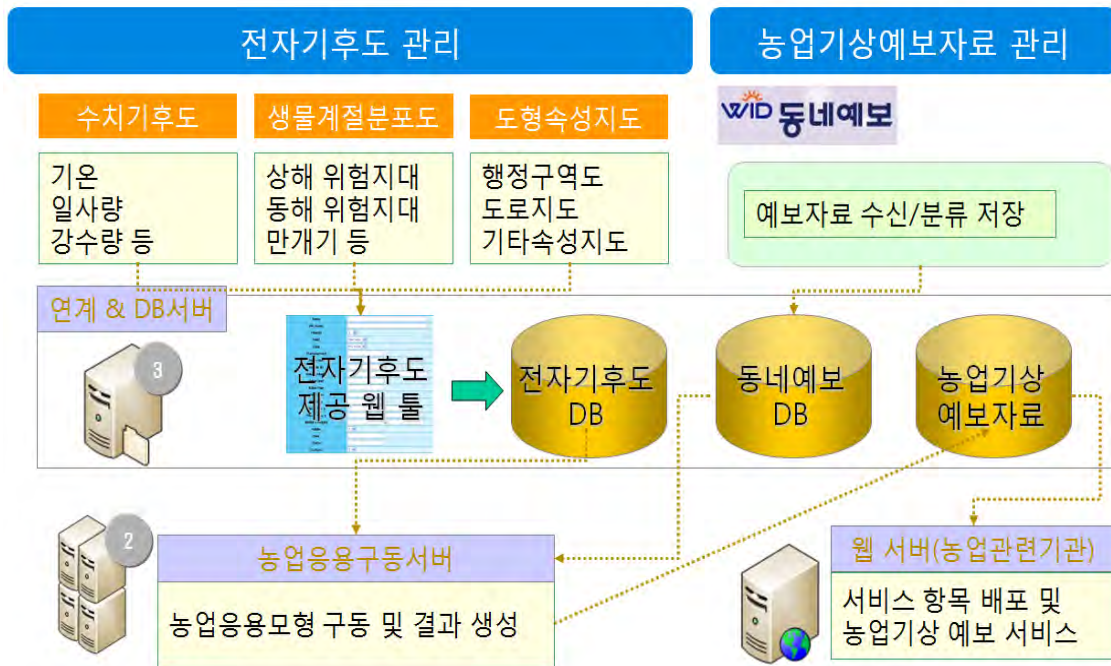 전자기후도 관리
농업기상예보자료 관리
수치기후도
생물계절분포도
도형속성지도
WiD 동네예보
기온
일사량
강수량 등
상해 위험지대
동해 위험지대
만개기 등
행정구역도
도로지도
기타속성지도
예보자료 수신/분류 저장
연계 & DB서버
3
전자기후도
제공 웹 툴
전자기후도
DB
동네예보
DB
농업기상
예보자료
2
농업응용구동서버
농업응용모형 구동 및 결과 생성
웹 서버(농업관련기관)
서비스 항목 배포 및
농업기상 예보 서비스